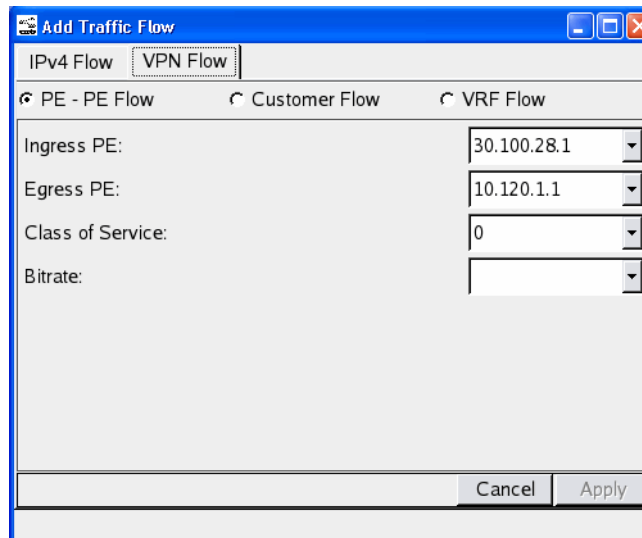 Add Traffic Flow
IPv4 Flow VPN Flow
PE - PE Flow Customer Flow VRF Flow
Ingress PE: 30.100.28.1
Egress PE: 10.120.1.1
Class of Service: 0
Bitrate:
Cancel Apply